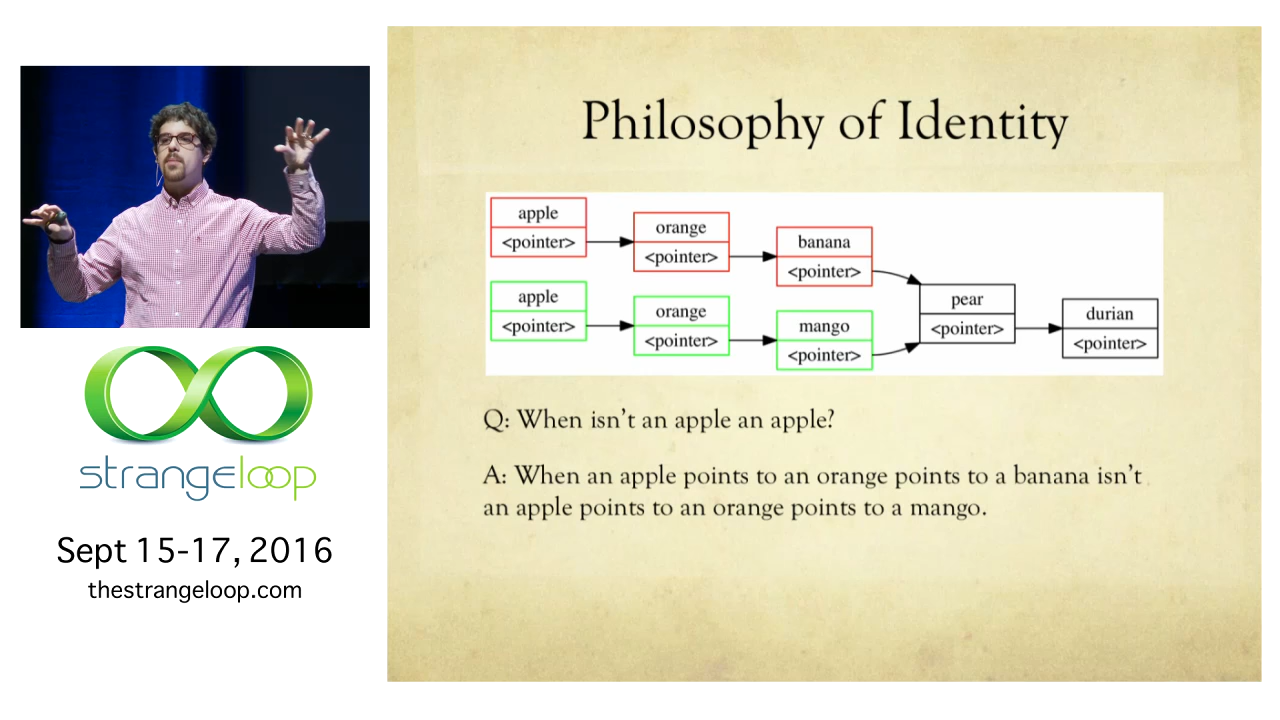 Philosophy of Identity
apple
<pointer>
orange
<pointer>
banana
<pointer>
apple
<pointer>
orange
<pointer>
mango
<pointer>
pear
<pointer>
durian
<pointer>
Q: When isn't an apple an apple?
A: When an apple points to an orange points to a banana isn't
an apple points to an orange points to a mango.
strangeloop
Sept 15-17, 2016
thestrangeloop.com